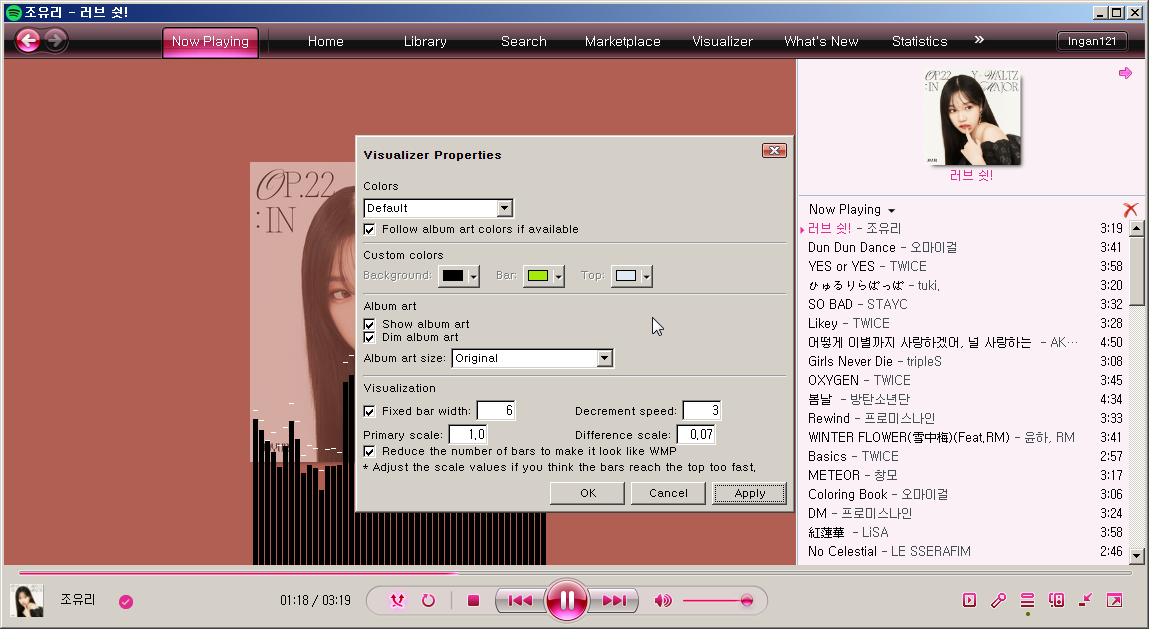 조유리 - 러브 쉿!
Now Playing
Home
Library
Search
Marketplace
Visualizer
What's New
Statistics
»
Ingan121
OP.22 Y-WALTZ
:IN MAJOR
러브 쉿!
OP.22
:IN
Visualizer Properties
Colors
Default
Follow album art colors if available
Custom colors
Background: Bar: Top:
Album art
Show album art
Dim album art
Album art size: Original
Visualization
Fixed bar width: 6 Decrement speed: 3
Primary scale: 1.0 Difference scale: 0.07
Reduce the number of bars to make it look like WMP
* Adjust the scale values if you think the bars reach the top too fast.
OK Cancel Apply
Now Playing
러브 쉿! - 조유리 3:19
Dun Dun Dance - 오마이걸 3:41
YES or YES - TWICE 3:58
ひゅるりらぱっぱ - tuki. 3:20
SO BAD - STAYC 3:32
Likey - TWICE 3:28
어떻게 이별까지 사랑하겠어, 널 사랑하는 - AK… 4:50
Girls Never Die - tripleS 3:08
OXYGEN - TWICE 3:45
봄날 - 방탄소년단 4:34
Rewind - 프로미스나인 3:33
WINTER FLOWER(雪中梅)(Feat.RM) - 윤하, RM 3:41
Basics - TWICE 2:57
METEOR - 창모 3:17
Coloring Book - 오마이걸 3:06
DM - 프로미스나인 3:24
紅蓮華 - LiSA 3:58
No Celestial - LE SSERAFIM 2:46
조유리
01:18 / 03:19